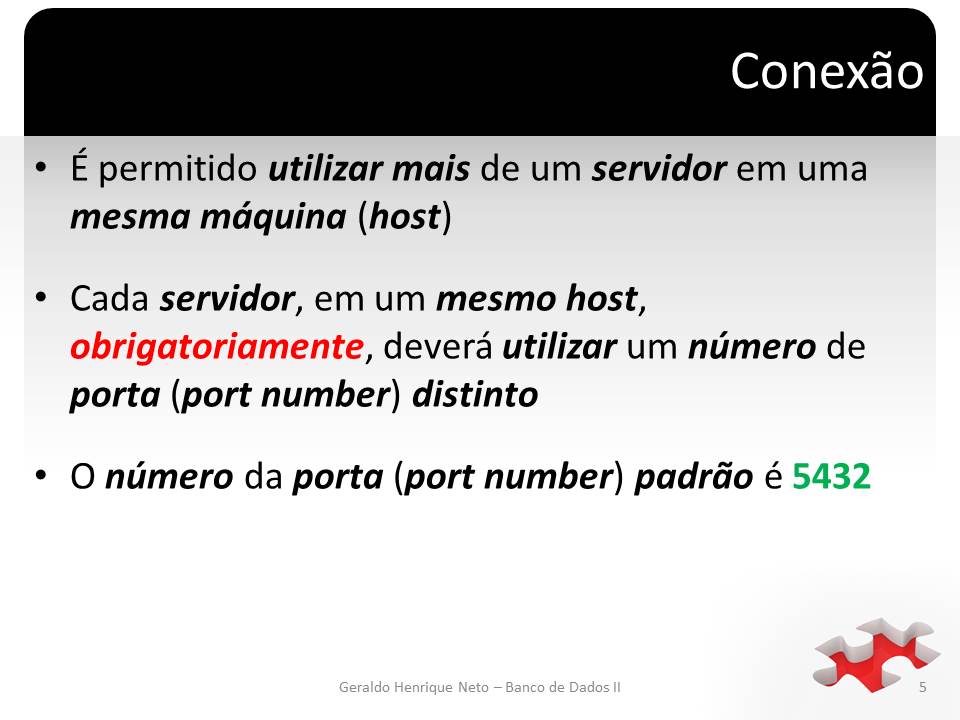 Conexão
• É permitido utilizar mais de um servidor em uma
mesma máquina (host)
• Cada servidor, em um mesmo host,
obrigatoriamente, deverá utilizar um número de
porta (port number) distinto
• O número da porta (port number) padrão é 5432
Geraldo Henrique Neto – Banco de Dados II
5